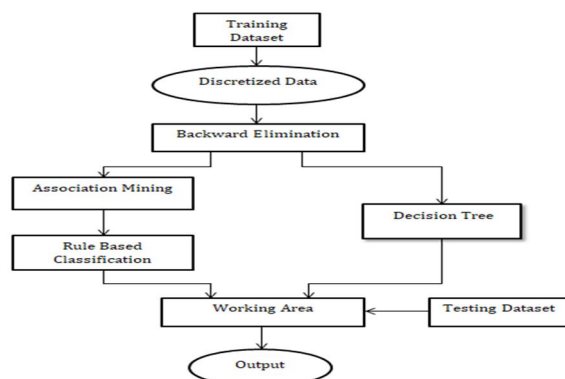 Training
Dataset
Discretized Data
Backward Elimination
Association Mining
Decision Tree
Rule Based
Classification
Working Area
Testing Dataset
Output